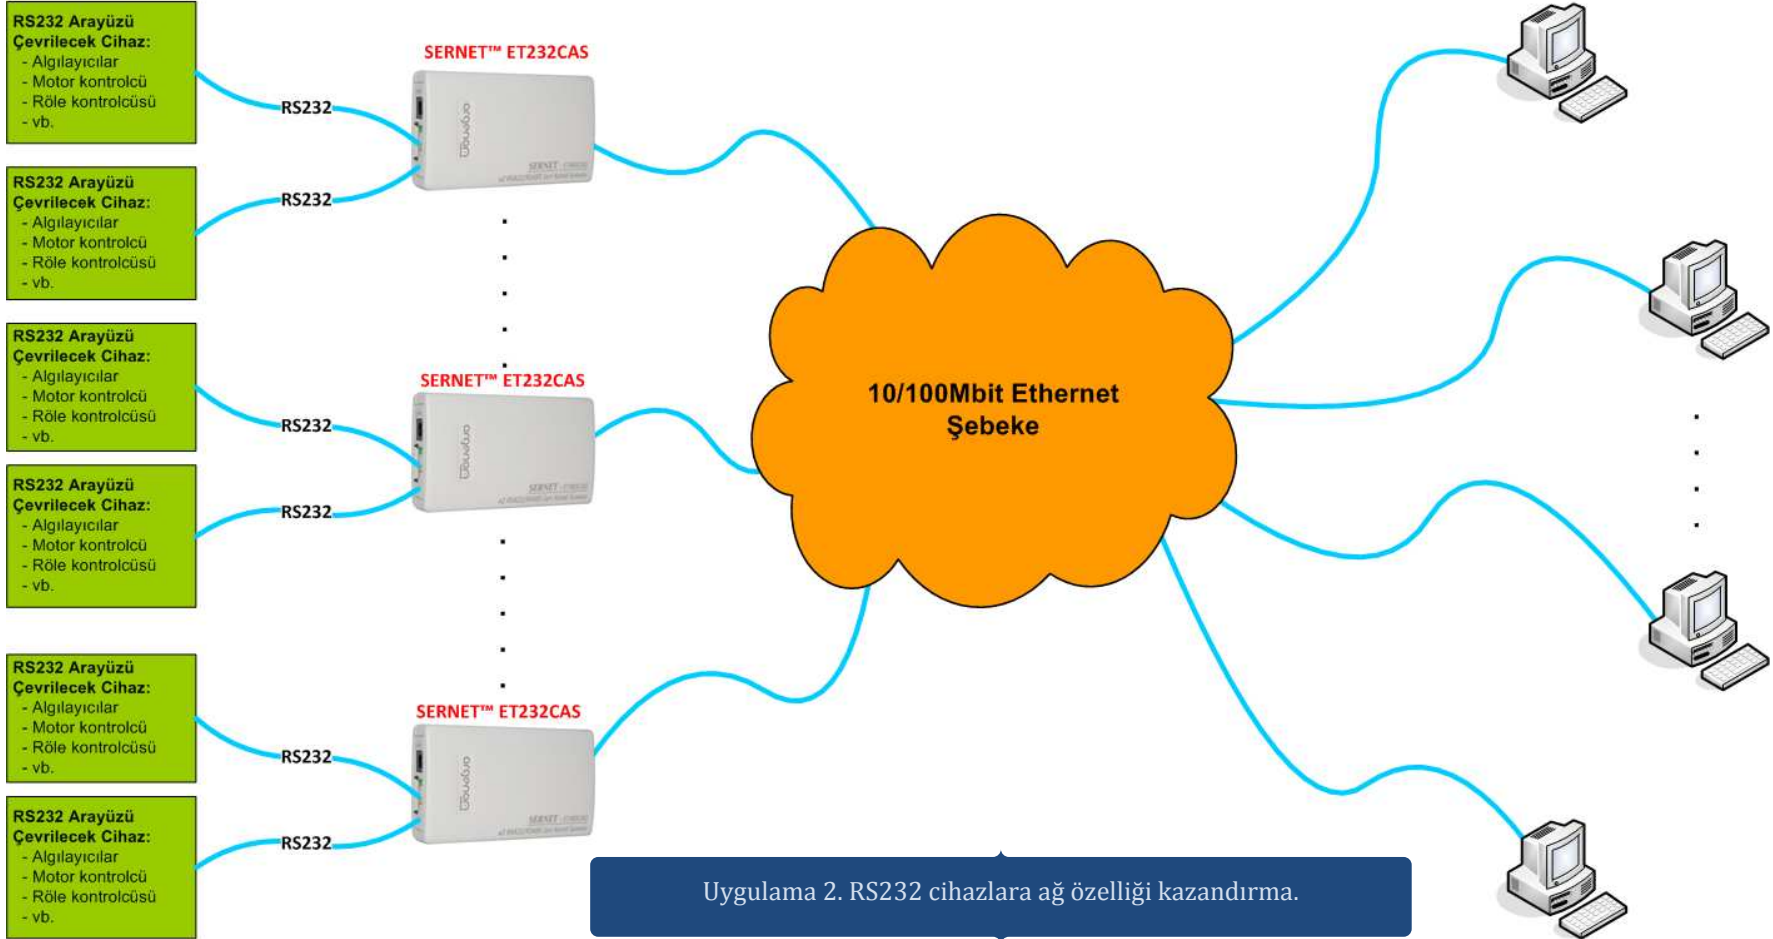 RS232 Arayüzü
Çevrilecek Cihaz:
- Algılayıcılar
- Motor kontrolcü
- Röle kontrolcüsü
- vb.
RS232
SERNET™ ET232CAS
argenom
RS232 Arayüzü
Çevrilecek Cihaz:
- Algılayıcılar
- Motor kontrolcü
- Röle kontrolcüsü
- vb.
RS232
SERNET
RS232 Arayüzü
Çevrilecek Cihaz:
- Algılayıcılar
- Motor kontrolcü
- Röle kontrolcüsü
- vb.
RS232
SERNET™ ET232CAS
10/100Mbit Ethernet
Şebeke
RS232 Arayüzü
Çevrilecek Cihaz:
- Algılayıcılar
- Motor kontrolcü
- Röle kontrolcüsü
- vb.
RS232
SERNET
RS232 Arayüzü
Çevrilecek Cihaz:
- Algılayıcılar
- Motor kontrolcü
- Röle kontrolcüsü
- vb.
RS232
SERNET™ ET232CAS
RS232 Arayüzü
Çevrilecek Cihaz:
- Algılayıcılar
- Motor kontrolcü
- Röle kontrolcüsü
- vb.
RS232
SERNET
Uygulama 2. RS232 cihazlara ağ özelliği kazandırma.